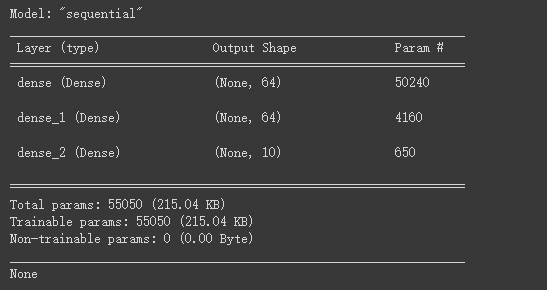 Model: "sequential"
Layer (type) Output Shape Param #
dense (Dense) (None, 64) 50240
dense_1 (Dense) (None, 64) 4160
dense_2 (Dense) (None, 10) 650
Total params: 55050 (215.04 KB)
Trainable params: 55050 (215.04 KB)
Non-trainable params: 0 (0.00 Byte)
None